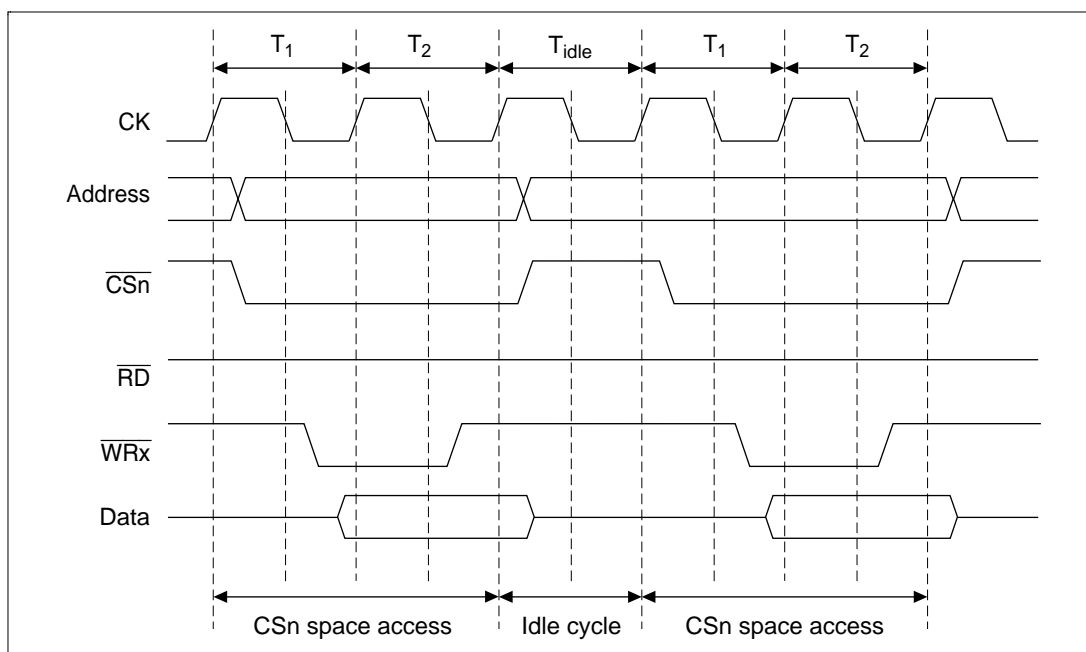 T1 T2 Tidle T1 T2
CK
Address
CSn
RD
WRx
Data
CSn space access Idle cycle CSn space access